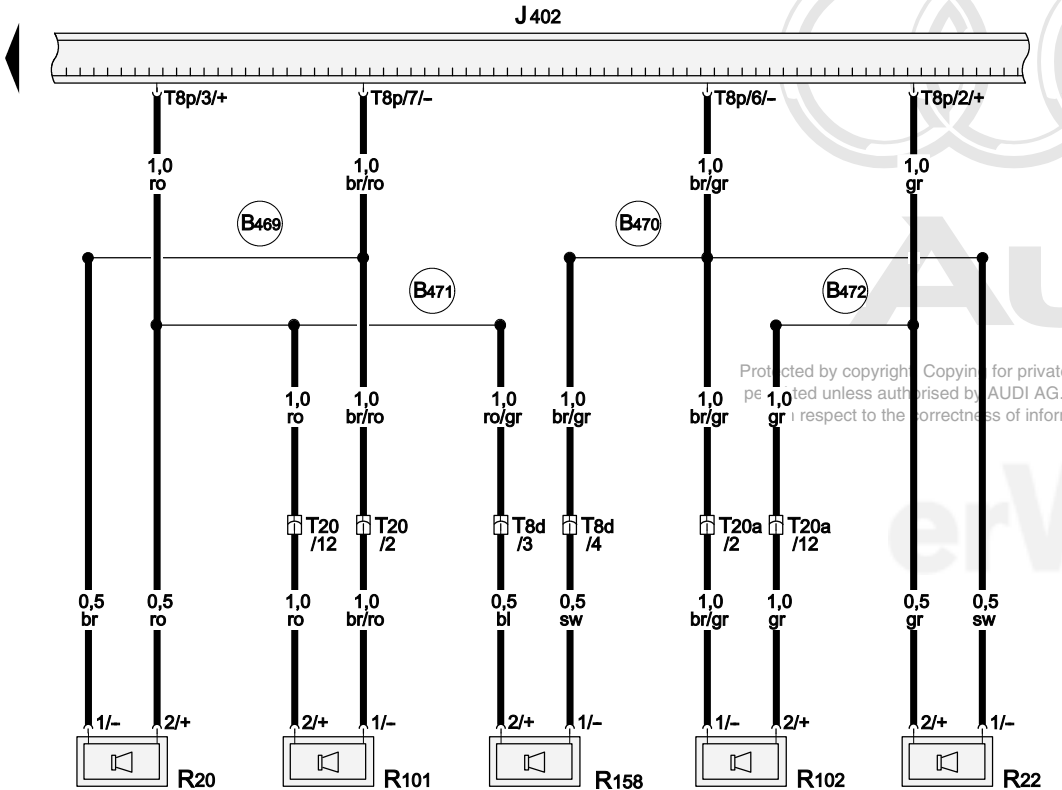 J402
T8p/3/+
T8p/7/–
T8p/6/–
T8p/2/+
1,0
ro
1,0
br/ro
1,0
br/gr
1,0
gr
B469
B470
B471
B472
Au
Protected by copyright. Copying for private
pe ted unless authorised by AUDI AG.
respect to the correctness of infor
1,0
ro
1,0
br/ro
1,0
ro/gr
1,0
br/gr
1,0
br/gr
1,0
gr
erW
T20
/12
T20
/2
T8d
/3
T8d
/4
T20a
/2
T20a
/12
0,5
br
0,5
ro
1,0
ro
1,0
br/ro
0,5
bl
0,5
sw
1,0
br/gr
1,0
gr
0,5
gr
0,5
sw
1/–
2/+
2/+
1/–
2/+
1/–
1/–
2/+
2/+
1/–
R20
R101
R158
R102
R22